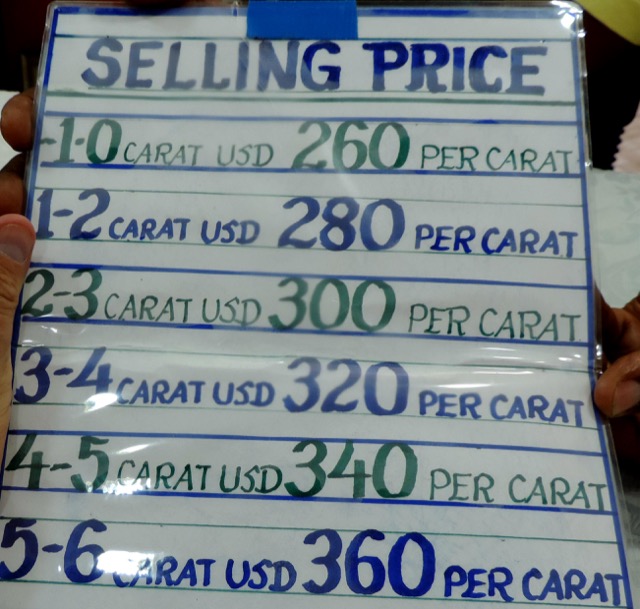 SELLING PRICE
-1-0 CARAT USD 260 PER CARAT
1-2 CARAT USD 280 PER CARAT
2-3 CARAT USD 300 PER CARAT
3-4 CARAT USD 320 PER CARAT
4-5 CARAT USD 340 PER CARAT
5-6 CARAT USD 360 PER CARAT